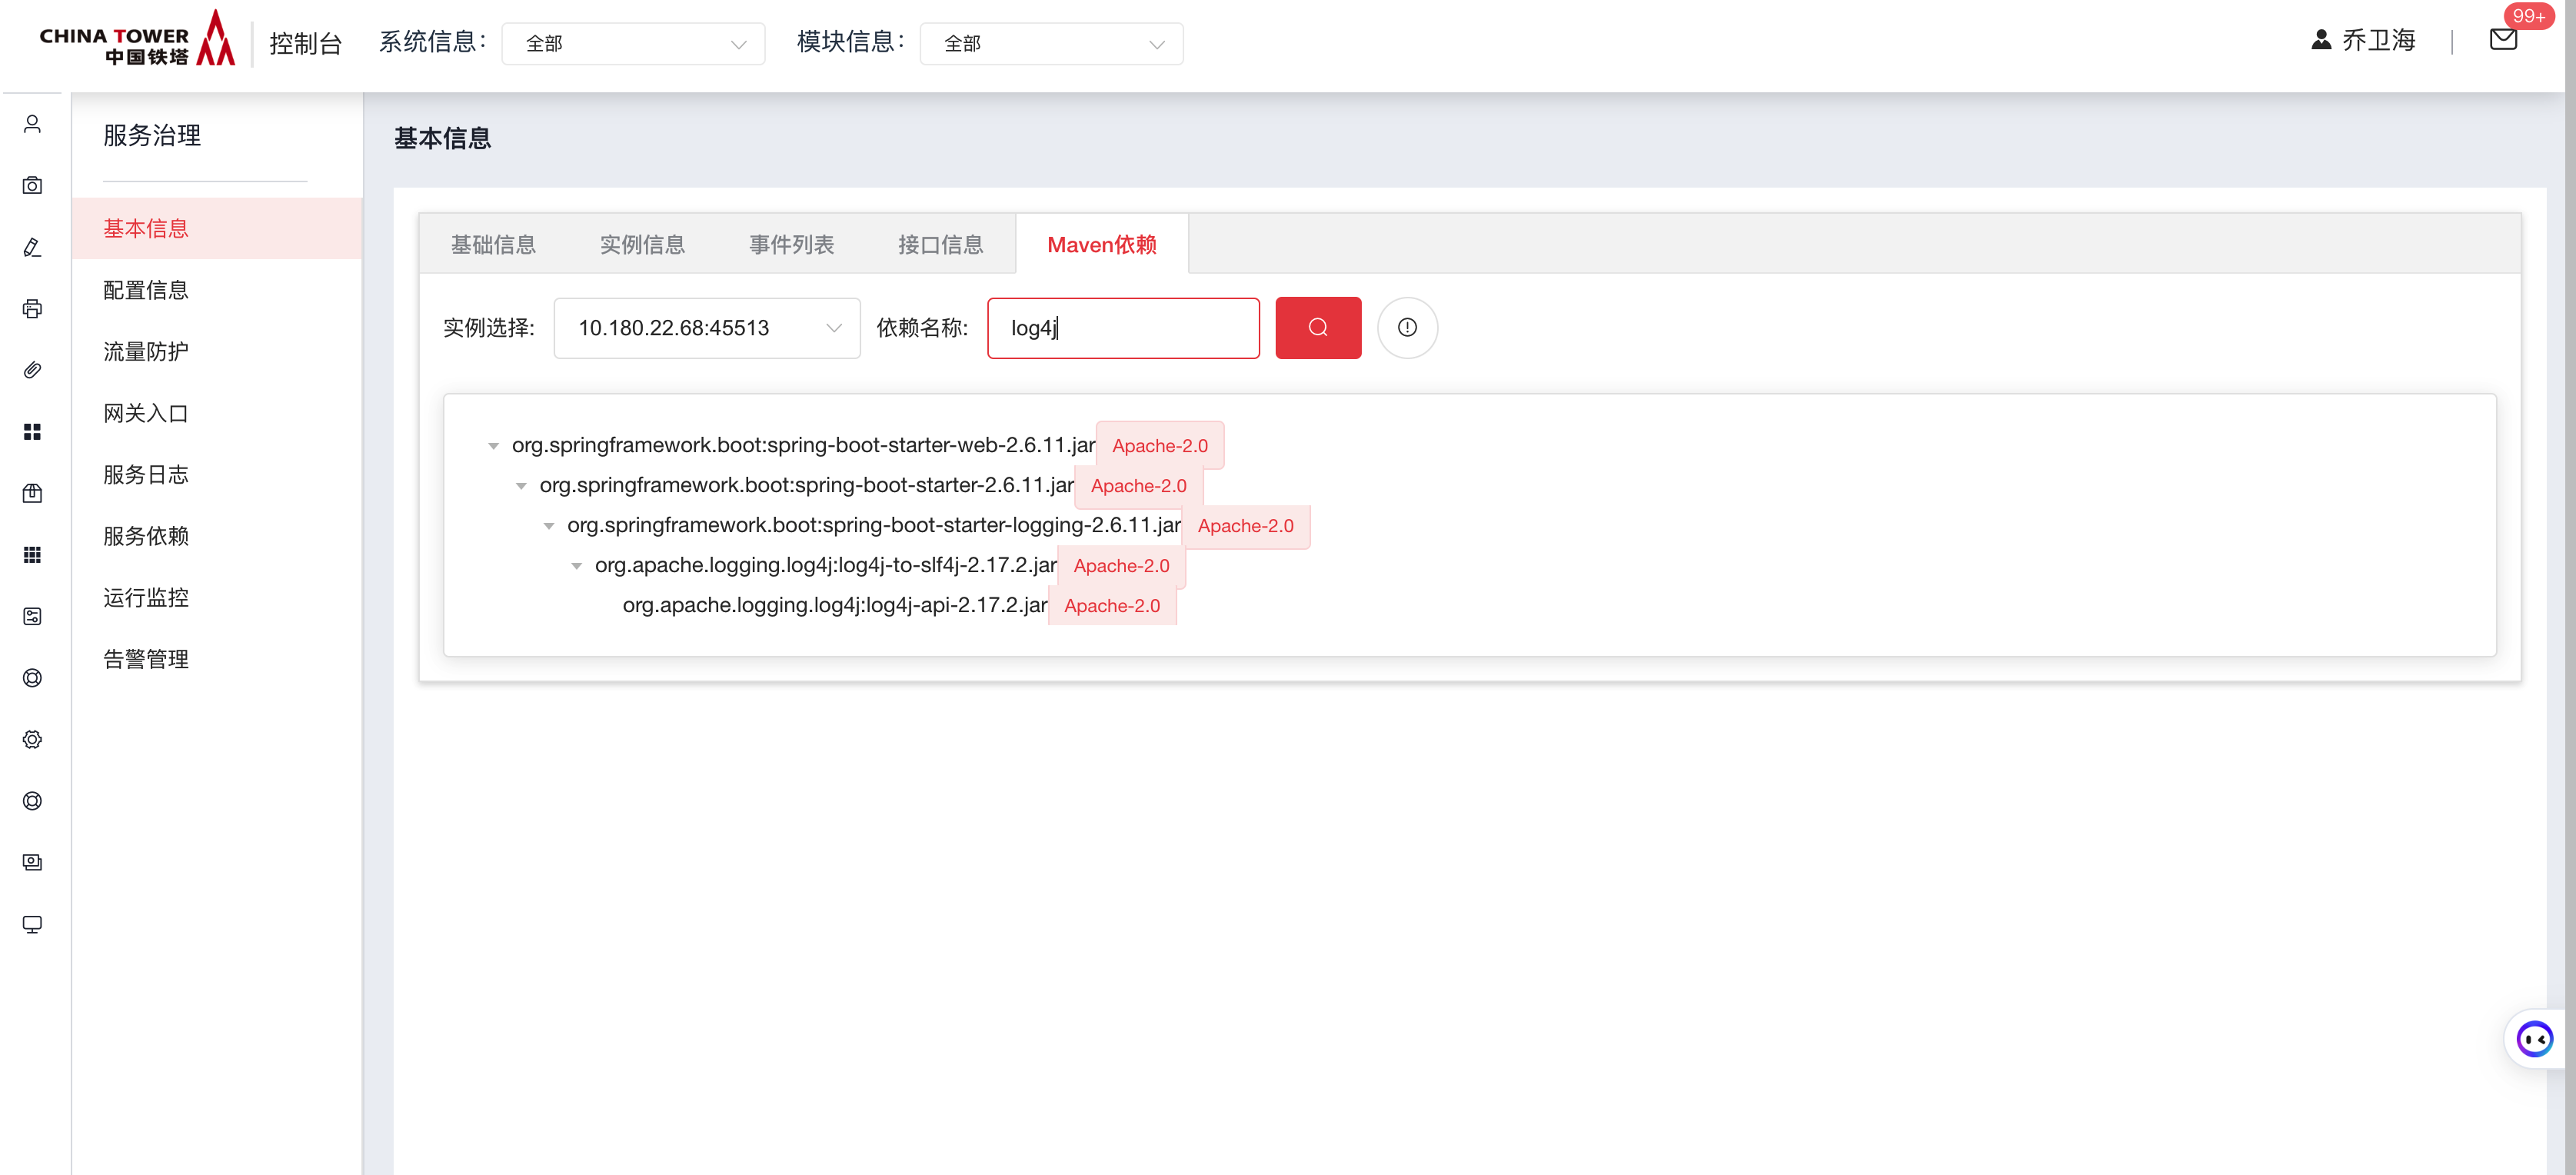 CHINA TOWER
中国铁塔
控制台
系统信息：
全部
模块信息：
全部
乔卫海
99+
服务治理
基本信息
配置信息
流量防护
网关入口
服务日志
服务依赖
运行监控
告警管理
基本信息
基础信息
实例信息
事件列表
接口信息
Maven依赖
实例选择:
10.180.22.68:45513
依赖名称:
log4j
org.springframework.boot:spring-boot-starter-web-2.6.11.jar Apache-2.0
org.springframework.boot:spring-boot-starter-2.6.11.jar Apache-2.0
org.springframework.boot:spring-boot-starter-logging-2.6.11.jar Apache-2.0
org.apache.logging.log4j:log4j-to-slf4j-2.17.2.jar Apache-2.0
org.apache.logging.log4j:log4j-api-2.17.2.jar Apache-2.0